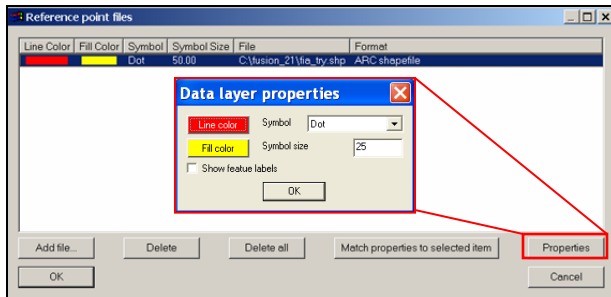 Reference point files
Line Color Fill Color Symbol Symbol Size File Format
Dot 50.00 C:\fusion_21\fia_try.shp ARC shapefile
Data layer properties
Line color Symbol Dot
Fill color Symbol size 25
Show featue labels
OK
Add file... Delete Delete all Match properties to selected item Properties
OK Cancel